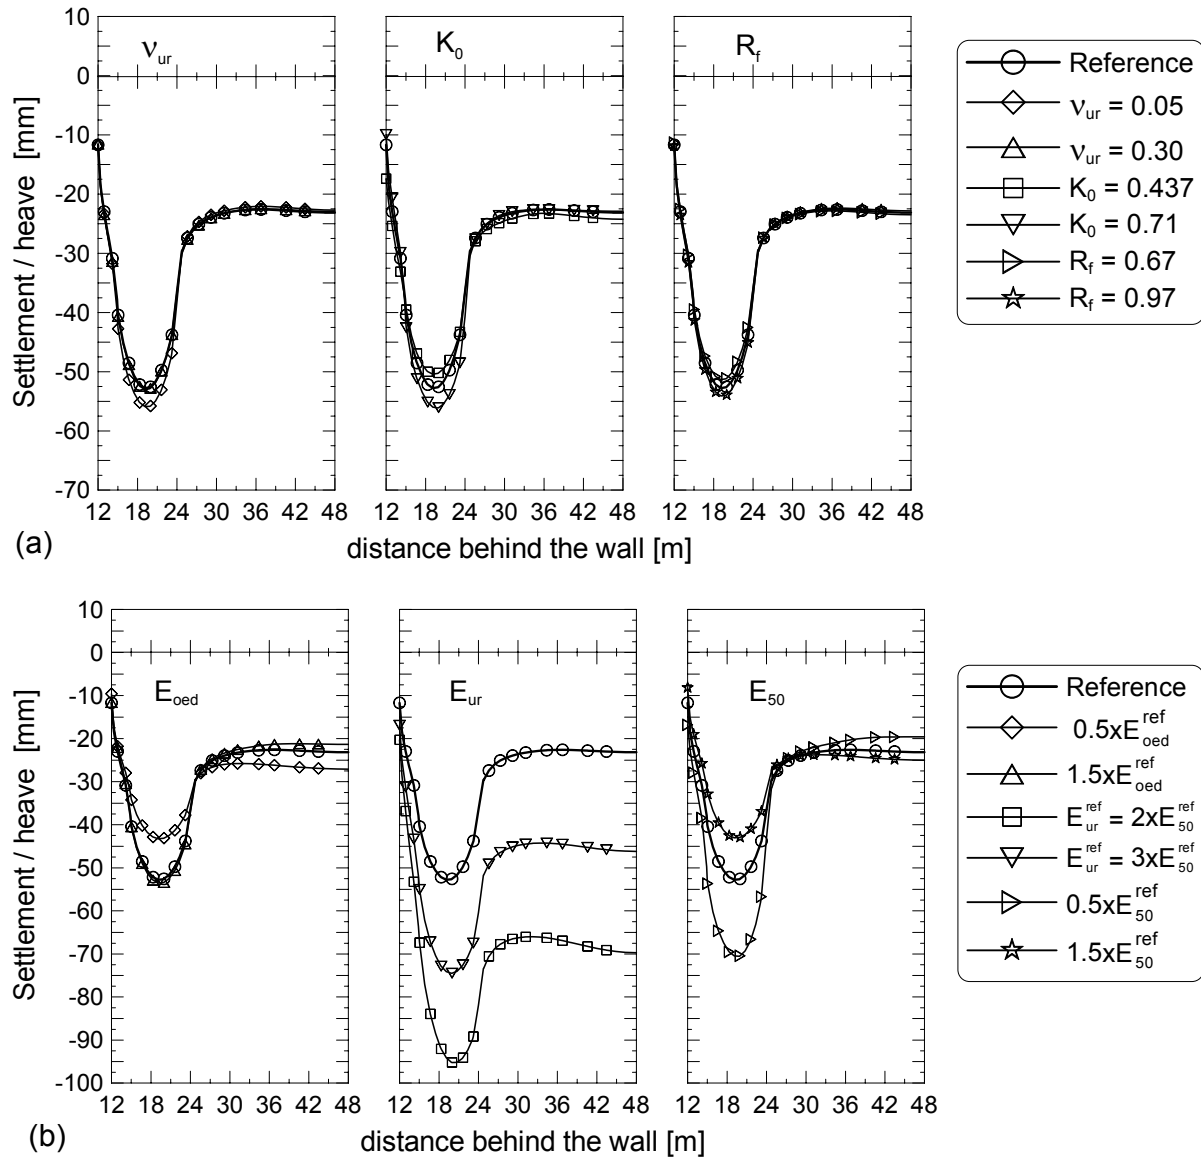 Settlement / heave [mm]
10
0
-10
-20
-30
-40
-50
-60
-70
ν_ur
K_0
R_f
12 18 24 30 36 42 48
12 18 24 30 36 42 48
12 18 24 30 36 42 48
(a)
distance behind the wall [m]
Reference
ν_ur = 0.05
ν_ur = 0.30
K_0 = 0.437
K_0 = 0.71
R_f = 0.67
R_f = 0.97
Settlement / heave [mm]
10
0
-10
-20
-30
-40
-50
-60
-70
-80
-90
-100
E_oed
E_ur
E_50
12 18 24 30 36 42 48
12 18 24 30 36 42 48
12 18 24 30 36 42 48
(b)
distance behind the wall [m]
Reference
0.5xE_oed^ref
1.5xE_oed^ref
E_ur^ref = 2xE_50^ref
E_ur^ref = 3xE_50^ref
0.5xE_50^ref
1.5xE_50^ref